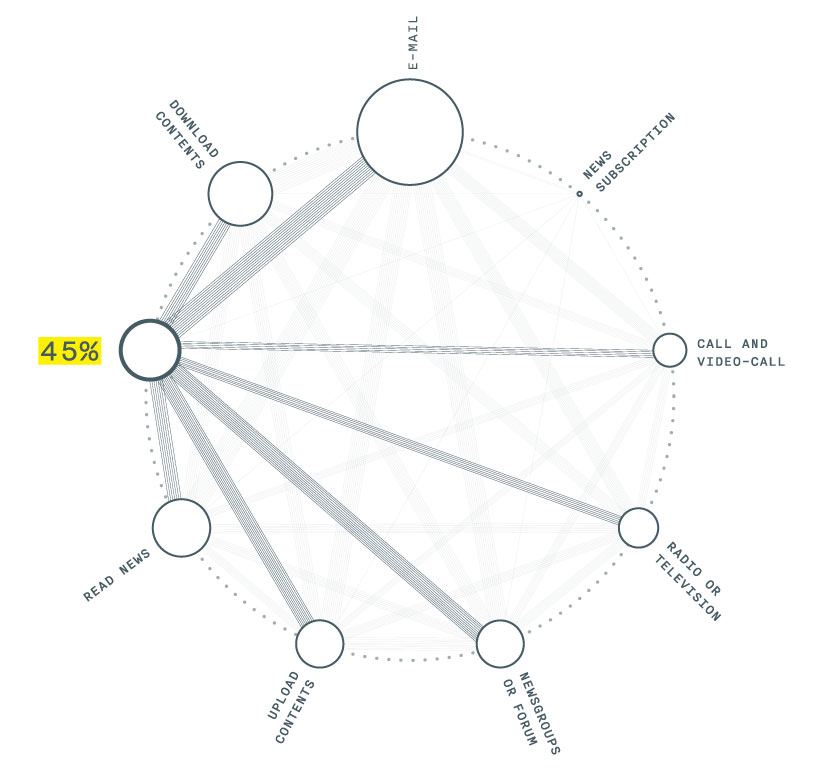 E-MAIL
DOWNLOAD
CONTENTS
NEWS
SUBSCRIPTION
45%
CALL AND
VIDEO-CALL
READ NEWS
RADIO OR
TELEVISION
UPLOAD
CONTENTS
NEWSGROUPS
OR FORUM